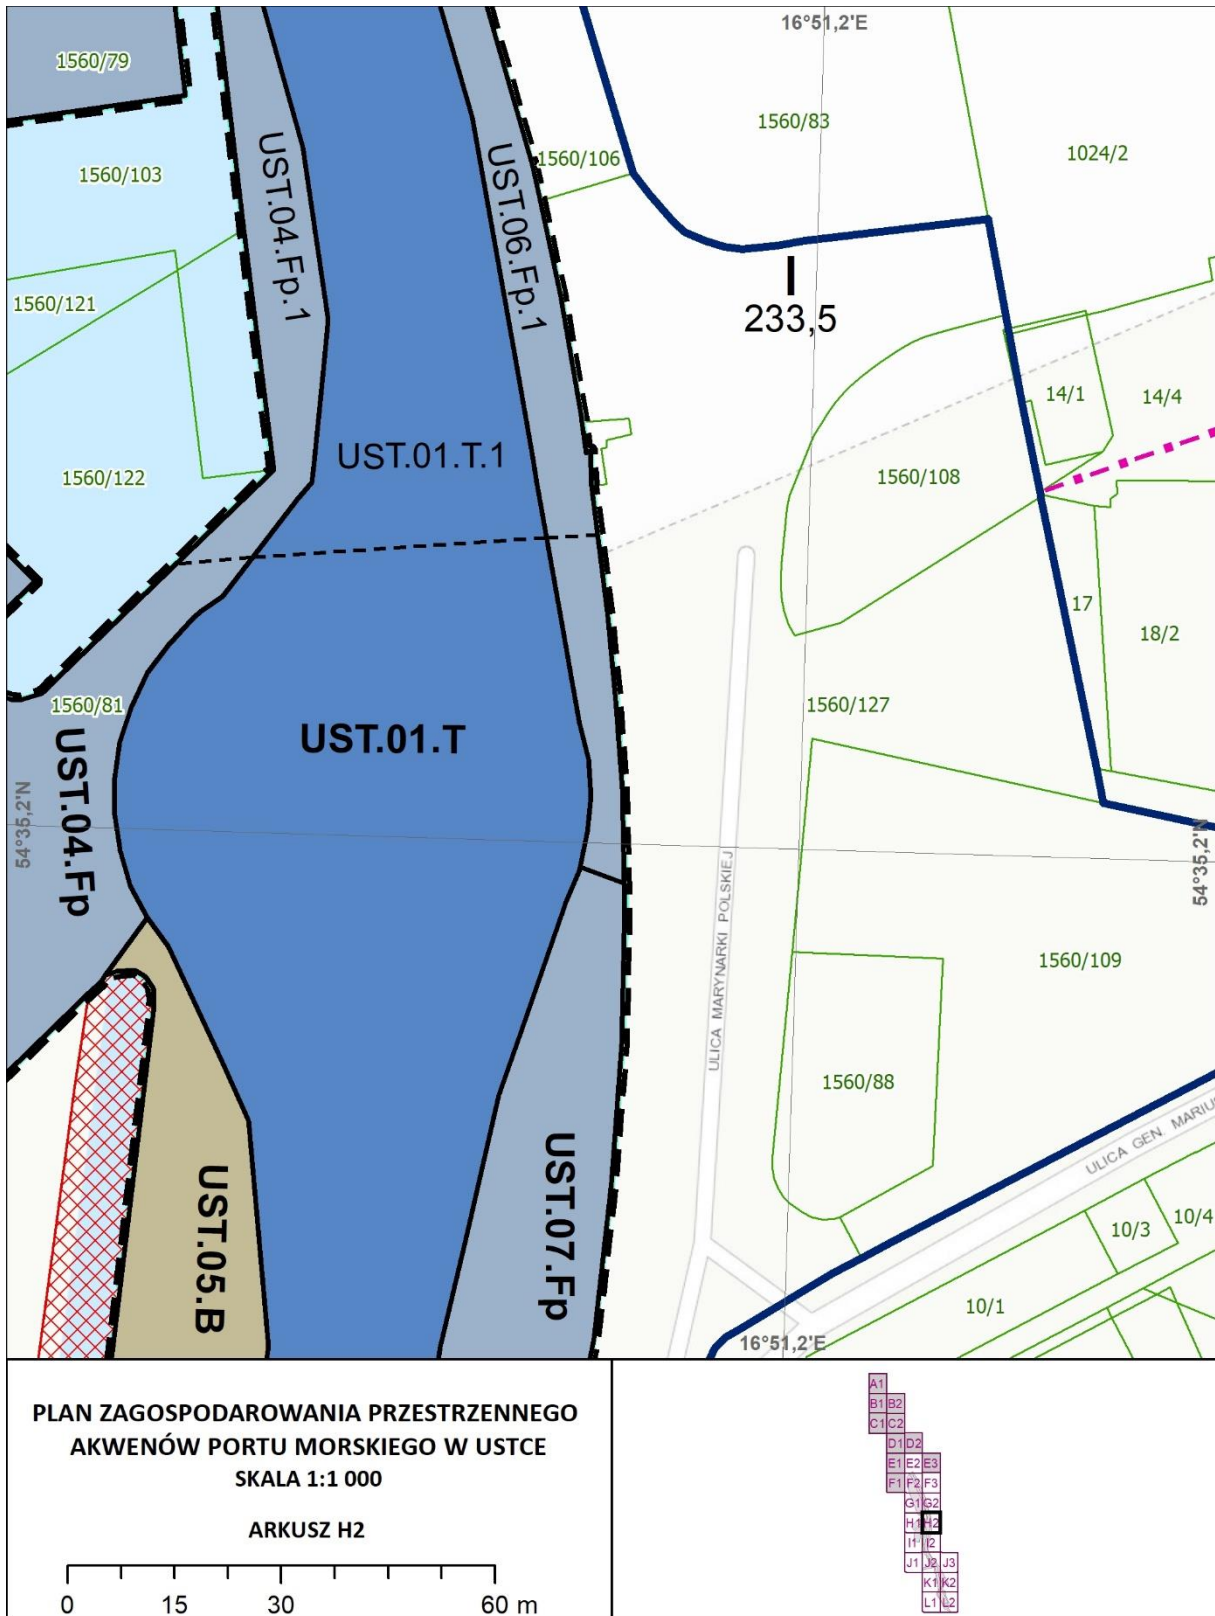 16°51,2'E
1560/79
1560/83
1024/2
1560/106
1560/103
UST.04.Fp.1
UST.06.Fp.1
1560/121
233,5
14/1
14/4
UST.01.T.1
1560/122
1560/108
17
18/2
1560/81
1560/127
UST.01.T
UST.04.Fp
54°35,2'N
54°35,2'N
ULICA MARYNARKI POLSKIEJ
1560/109
1560/88
UST.05.B
UST.07.Fp
ULICA GEN. MARIU
10/3
10/4
10/1
16°51,2'E
PLAN ZAGOSPODAROWANIA PRZESTRZENNEGO
AKWENÓW PORTU MORSKIEGO W USTCE
SKALA 1:1 000
ARKUSZ H2
0 15 30 60 m
A1
B1 B2
C1 C2
D1 D2
E1 E2 E3
F1 F2 F3
G1 G2
H1 H2
I1 I2
J1 J2 J3
K1 K2
L1 L2